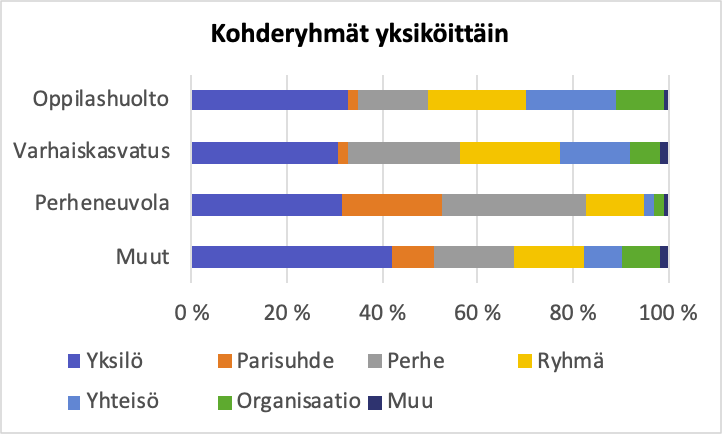 Kohderyhmät yksiköittäin
Oppilashuolto
Varhaiskasvatus
Perheneuvola
Muut
0 % 20 % 40 % 60 % 80 % 100 %
Yksilö Parisuhde Perhe Ryhmä
Yhteisö Organisaatio Muu